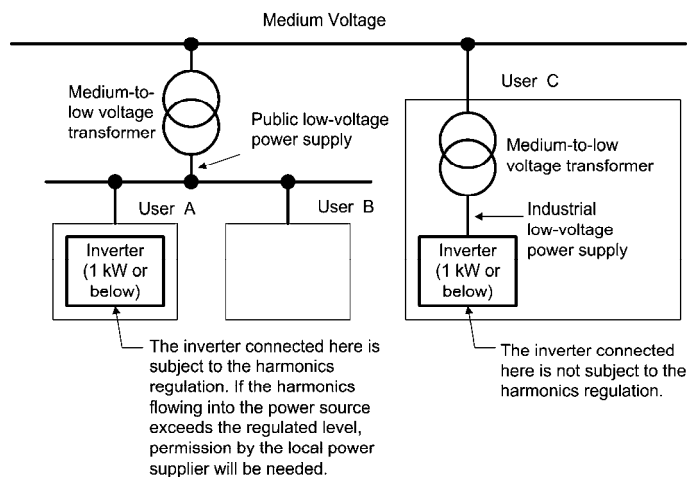 Medium Voltage
Medium-to-
low voltage
transformer
Public low-voltage
power supply
User A
User B
Inverter
(1 kW or
below)
The inverter connected here is
subject to the harmonics
regulation. If the harmonics
flowing into the power source
exceeds the regulated level,
permission by the local power
supplier will be needed.
User C
Medium-to-low
voltage transformer
Industrial
low-voltage
power supply
Inverter
(1 kW or
below)
The inverter connected
here is not subject to the
harmonics regulation.